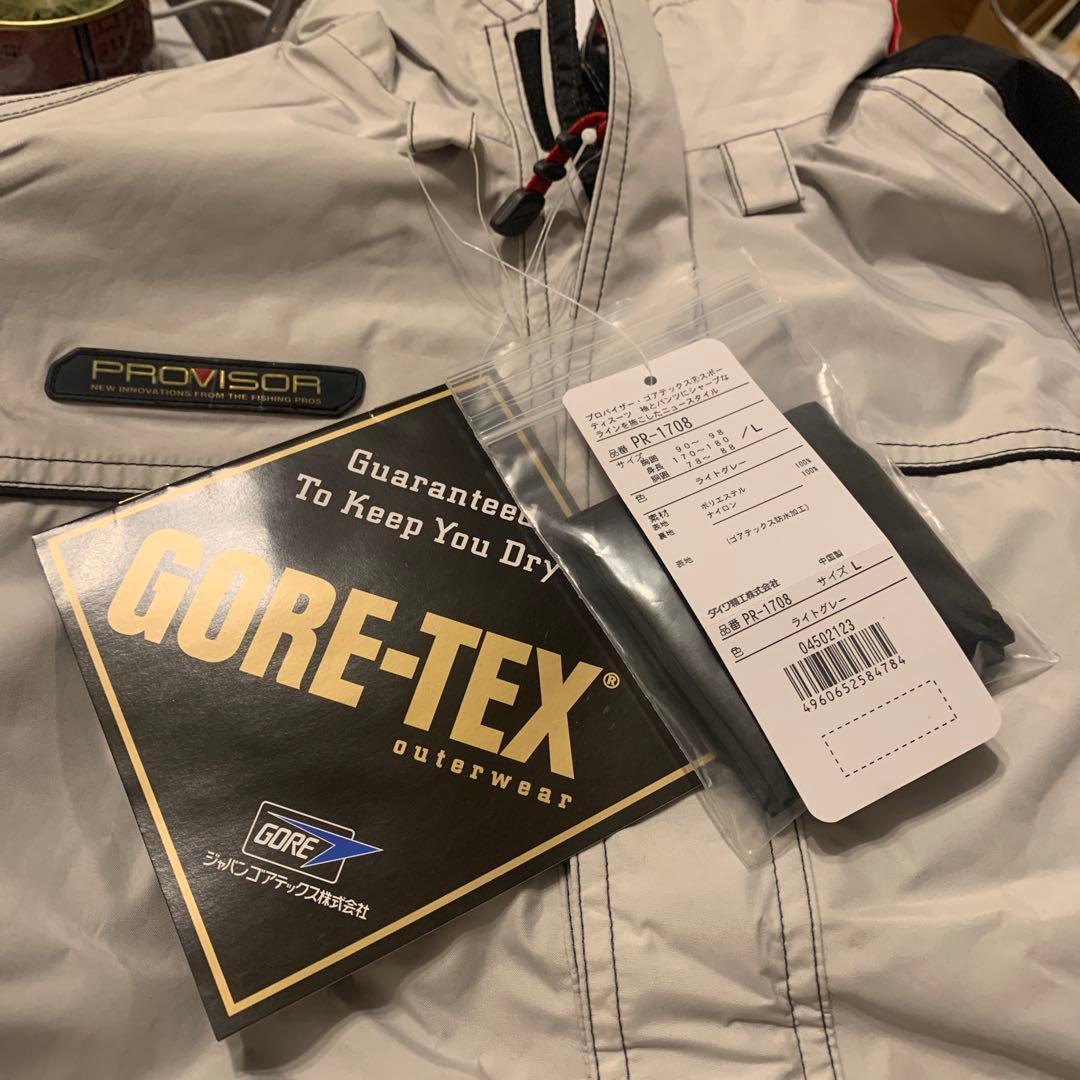 PROVISOR
NEW INNOVATIONS FROM THE FISHING PROS
Guaranteed
To Keep You Dry
GORE-TEX®
outerwear
GORE
ジャパンゴアテックス株式会社
プロバイザー・ゴアテックス®スポー
ティスーツ 袖とパンツにシャープな
ラインを施したニュースタイル
品番 PR-1708
サイズ 胸囲 90～ 98
身長 170～180 /L
胴囲 78～ 88
色 ライトグレー
素材
表地 ポリエステル 100%
裏地 ナイロン 100%
表地 (ゴアテックス防水加工)
中国製
ダイワ精工株式会社
品番 PR-1708 サイズ L
色 ライトグレー
04502123
4960652584784